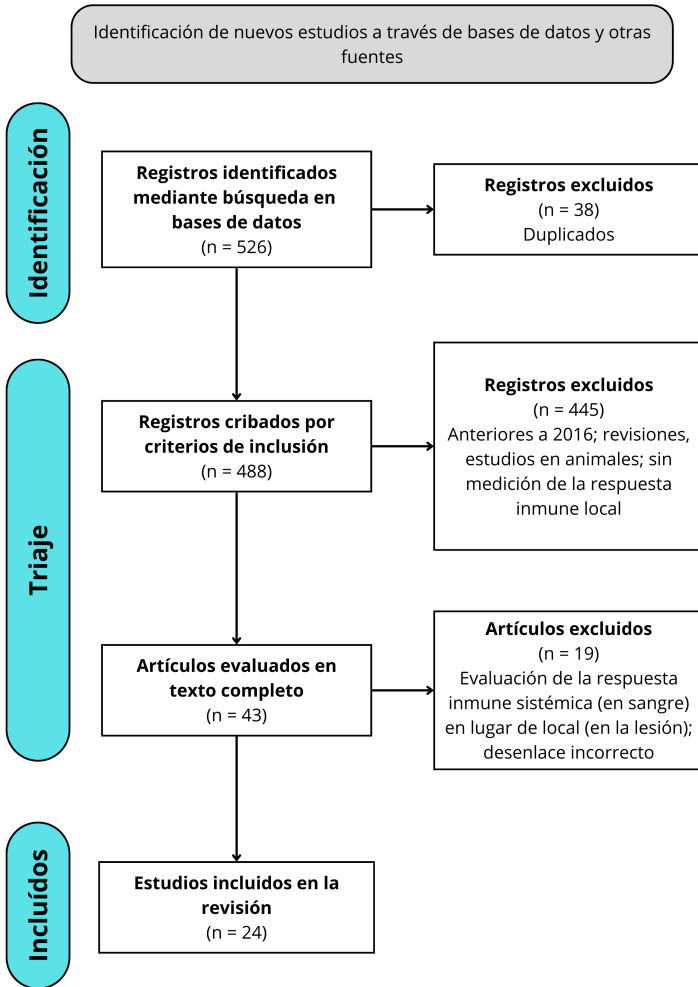 Identificación de nuevos estudios a través de bases de datos y otras
fuentes
Identificación
Registros identificados
mediante búsqueda en
bases de datos
(n = 526)
Registros excluidos
(n = 38)
Duplicados
Triaje
Registros cribados por
criterios de inclusión
(n = 488)
Registros excluidos
(n = 445)
Anteriores a 2016; revisiones,
estudios en animales; sin
medición de la respuesta
inmune local
Artículos evaluados en
texto completo
(n = 43)
Artículos excluidos
(n = 19)
Evaluación de la respuesta
inmune sistémica (en sangre)
en lugar de local (en la lesión);
desenlace incorrecto
Incluídos
Estudios incluidos en la
revisión
(n = 24)